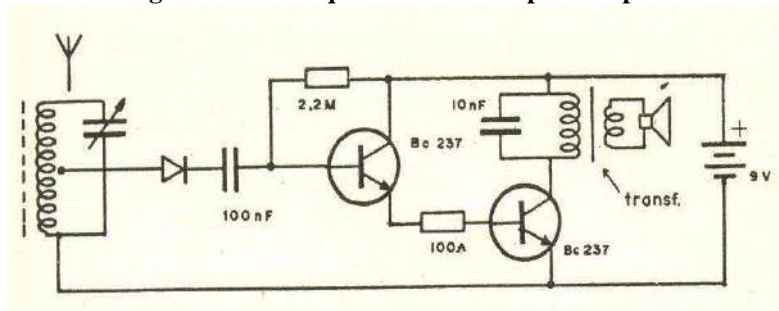 2,2M
10nF
Bc 237
+
9V
100nF
transf.
100A
Bc 237